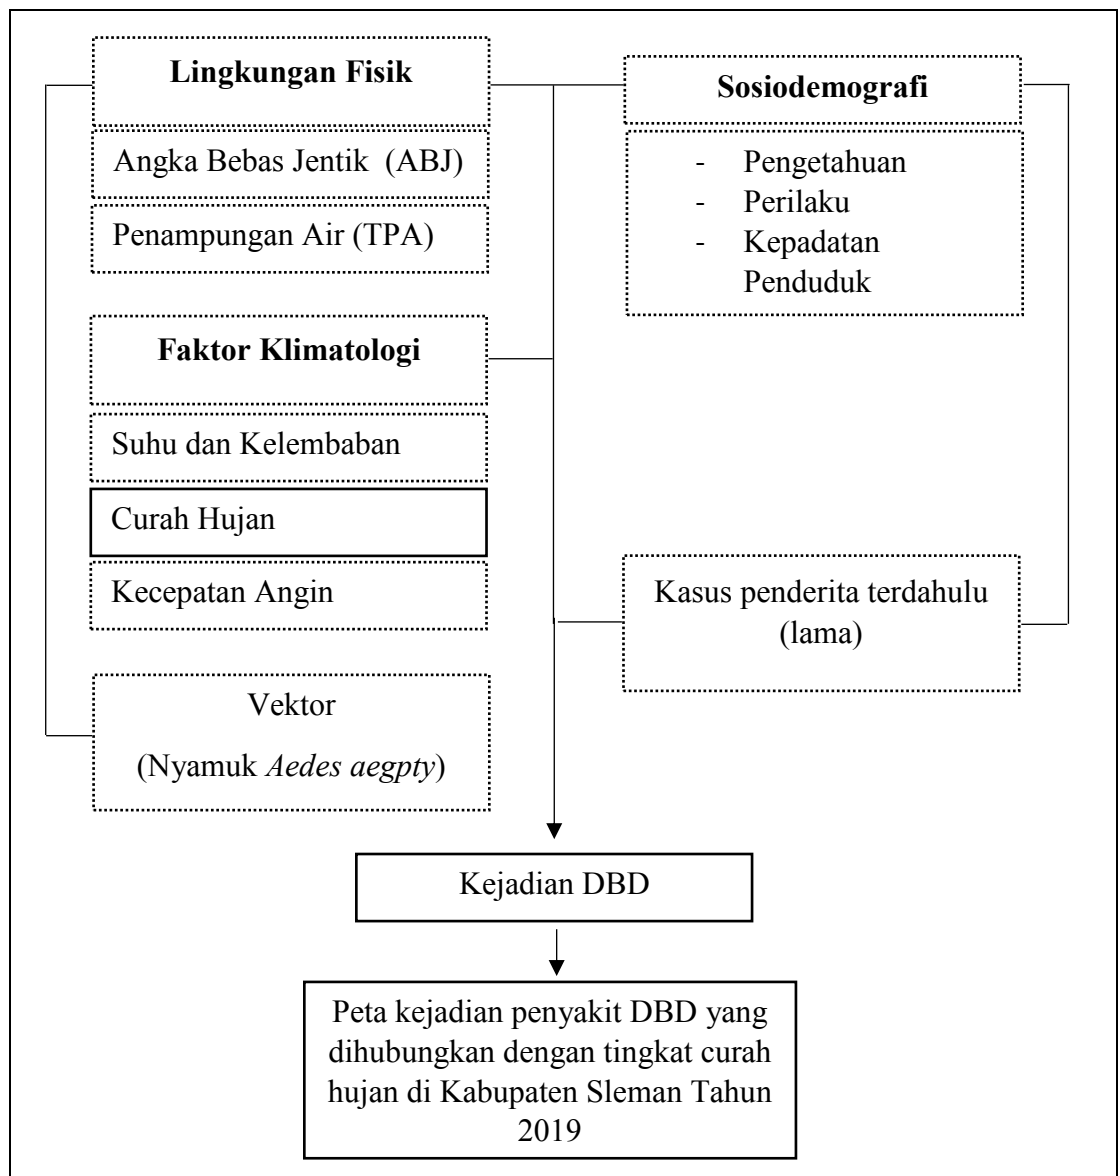 Lingkungan Fisik
Angka Bebas Jentik (ABJ)
Penampungan Air (TPA)
Faktor Klimatologi
Suhu dan Kelembaban
Curah Hujan
Kecepatan Angin
Vektor
(Nyamuk Aedes aegpty)
Sosiodemografi
- Pengetahuan
- Perilaku
- Kepadatan
Penduduk
Kasus penderita terdahulu
(lama)
Kejadian DBD
Peta kejadian penyakit DBD yang
dihubungkan dengan tingkat curah
hujan di Kabupaten Sleman Tahun
2019